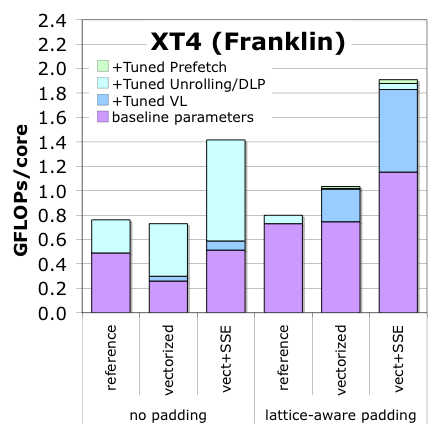 XT4 (Franklin)
+Tuned Prefetch
+Tuned Unrolling/DLP
+Tuned VL
baseline parameters
GFLOPs/core
2.4
2.2
2.0
1.8
1.6
1.4
1.2
1.0
0.8
0.6
0.4
0.2
0.0
reference
vectorized
vect+SSE
reference
vectorized
vect+SSE
no padding
lattice-aware padding